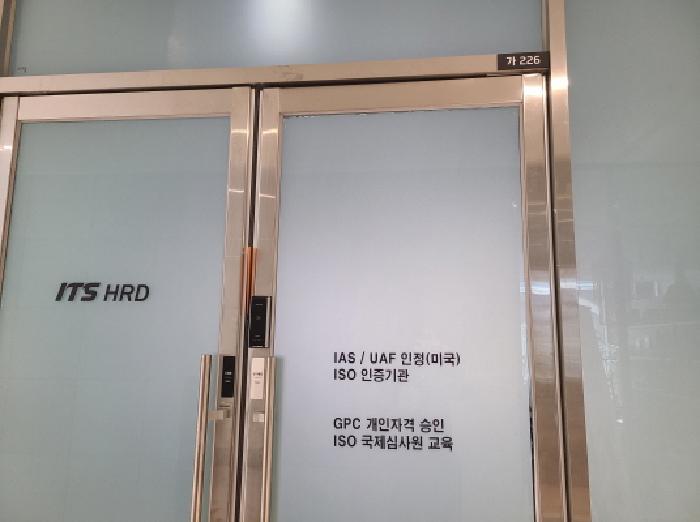 가 226
ITS HRD
IAS / UAF 인정(미국)
ISO 인증기관
GPC 개인자격 승인
ISO 국제심사원 교육